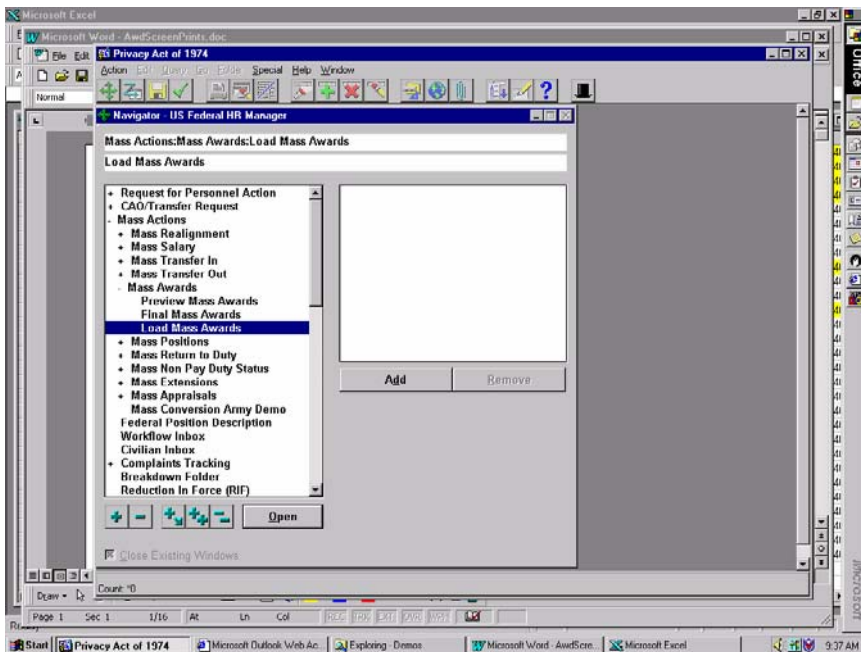 Microsoft Excel
Microsoft Word - AwdScreenPrints.doc
File Edit
Normal
Privacy Act of 1974
Action Edit Query Go Folder Special Help Window
Navigator - US Federal HR Manager
Mass Actions:Mass Awards:Load Mass Awards
Load Mass Awards
+ Request for Personnel Action
+ CAO/Transfer Request
- Mass Actions
+ Mass Realignment
+ Mass Salary
+ Mass Transfer In
+ Mass Transfer Out
- Mass Awards
Preview Mass Awards
Final Mass Awards
Load Mass Awards
+ Mass Positions
+ Mass Return to Duty
+ Mass Non Pay Duty Status
+ Mass Extensions
+ Mass Appraisals
Mass Conversion Army Demo
Federal Position Description
Workflow Inbox
Civilian Inbox
+ Complaints Tracking
Breakdown Folder
Reduction In Force (RIF)
Add Remove
Open
Close Existing Windows
Count: *0
Draw
Page 1 Sec 1 1/16 At Ln Col REC TRK EXT OVR WPH
Office
Microsoft
Start Privacy Act of 1974 Microsoft Outlook Web Ac... Exploring - Demos Microsoft Word - AwdScre... Microsoft Excel 9:37 AM